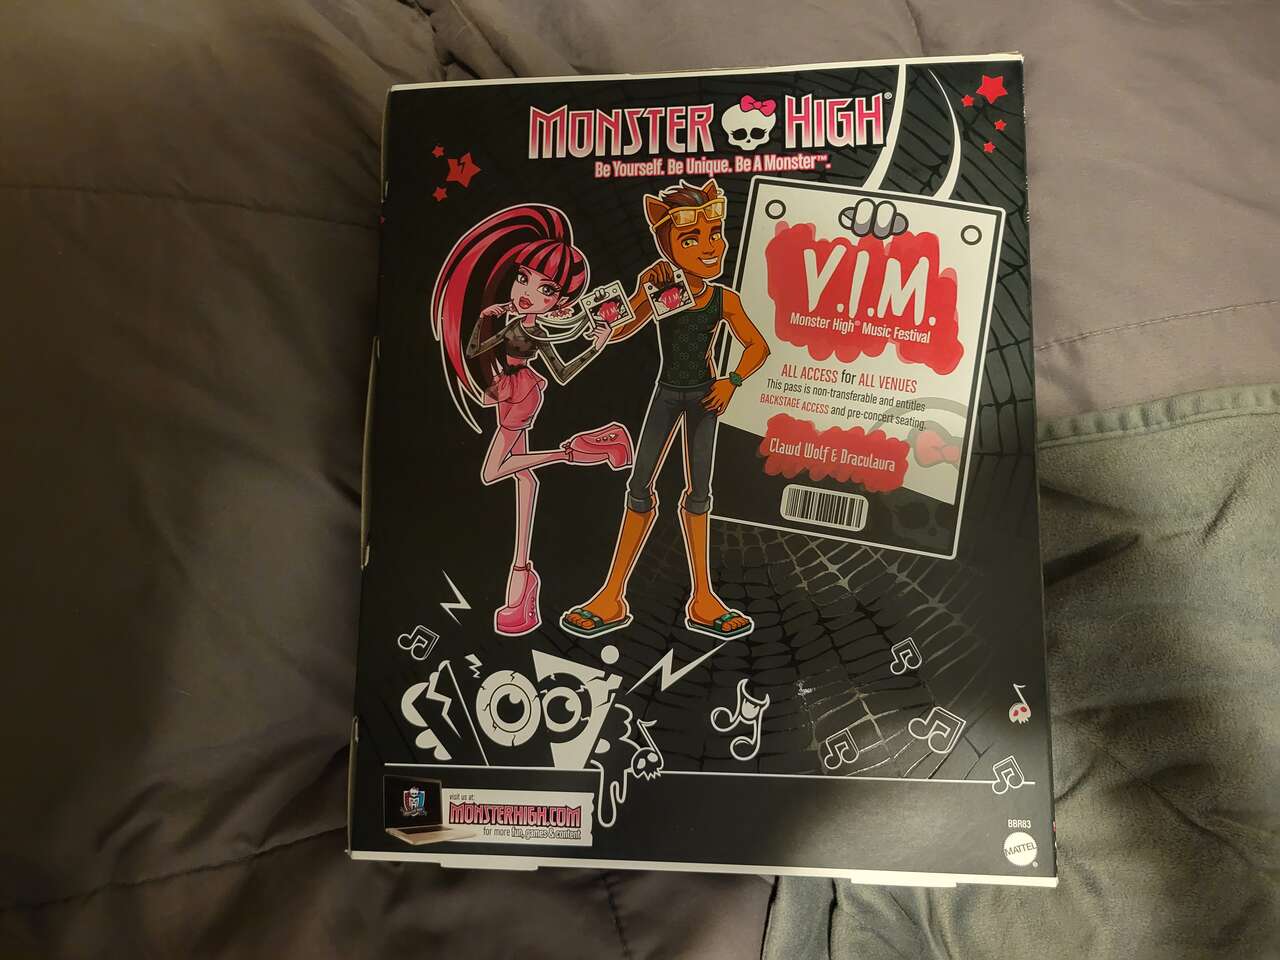 MONSTER HIGH®
Be Yourself. Be Unique. Be A Monster™.
V.I.M.
V.I.M.
V.I.M.
Monster High® Music Festival
ALL ACCESS for ALL VENUES
This pass is non-transferable and entitles
BACKSTAGE ACCESS and pre-concert seating.
Clawd Wolf & Draculaura
visit us at:
MONSTERHIGH.COM
for more fun, games & content
BBR83
MATTEL
®